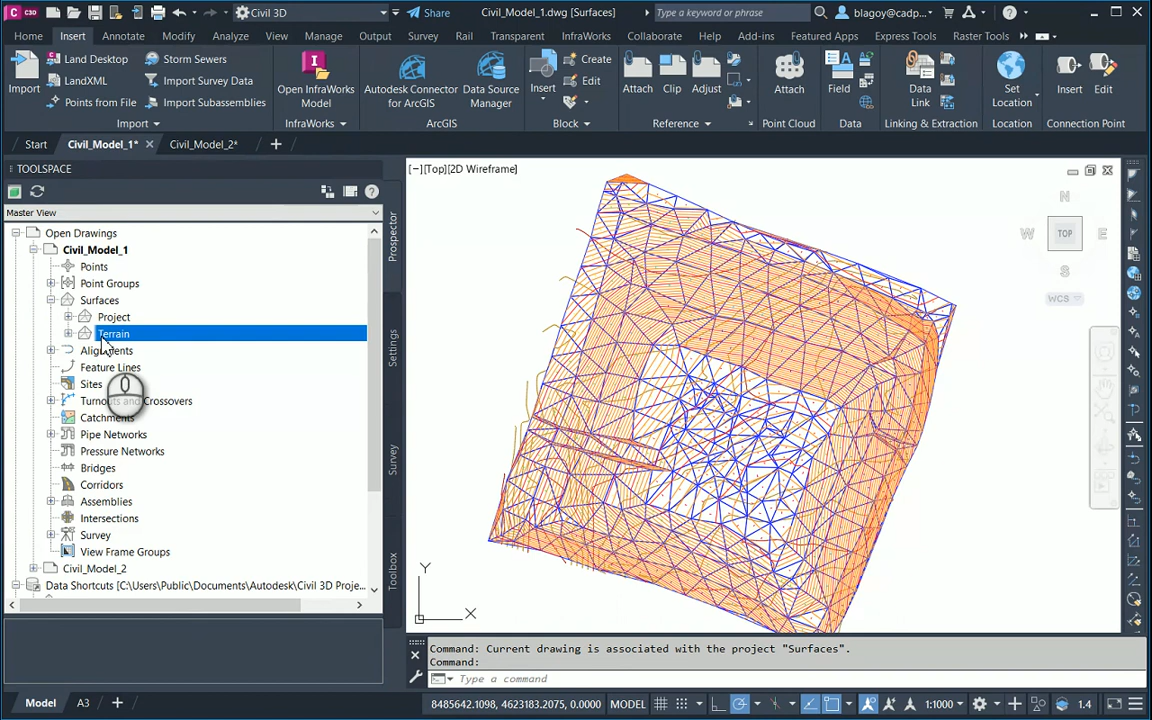 C C3D Civil 3D Share Civil_Model_1.dwg [Surfaces] Type a keyword or phrase blagoy@cadp...
Home Insert Annotate Modify Analyze View Manage Output Survey Rail Transparent InfraWorks Collaborate Help Add-ins Featured Apps Express Tools Raster Tools
Import
Land Desktop
LandXML
Points from File
Storm Sewers
Import Survey Data
Import Subassemblies
Import
Open InfraWorks
Model
InfraWorks
Autodesk Connector
for ArcGIS
Data Source
Manager
ArcGIS
Insert
Create
Edit
Block
Attach
Clip
Adjust
Reference
Attach
Point Cloud
Field
Data
Data
Link
Linking & Extraction
Set
Location
Location
Insert
Edit
Connection Point
Start Civil_Model_1* Civil_Model_2*
TOOLSPACE
Master View
Open Drawings
Civil_Model_1
Points
Point Groups
Surfaces
Project
Terrain
Alignments
Feature Lines
Sites
Turnouts and Crossovers
Catchments
Pipe Networks
Pressure Networks
Bridges
Corridors
Assemblies
Intersections
Survey
View Frame Groups
Civil_Model_2
Data Shortcuts [C:\Users\Public\Documents\Autodesk\Civil 3D Proje...
Prospector
Settings
Survey
Toolbox
[−][Top][2D Wireframe]
N
W TOP E
S
WCS
Y
X
Command: Current drawing is associated with the project "Surfaces".
Command:
Type a command
Model A3 8485642.1098, 4623183.2075, 0.0000 MODEL 1:1000 1.4